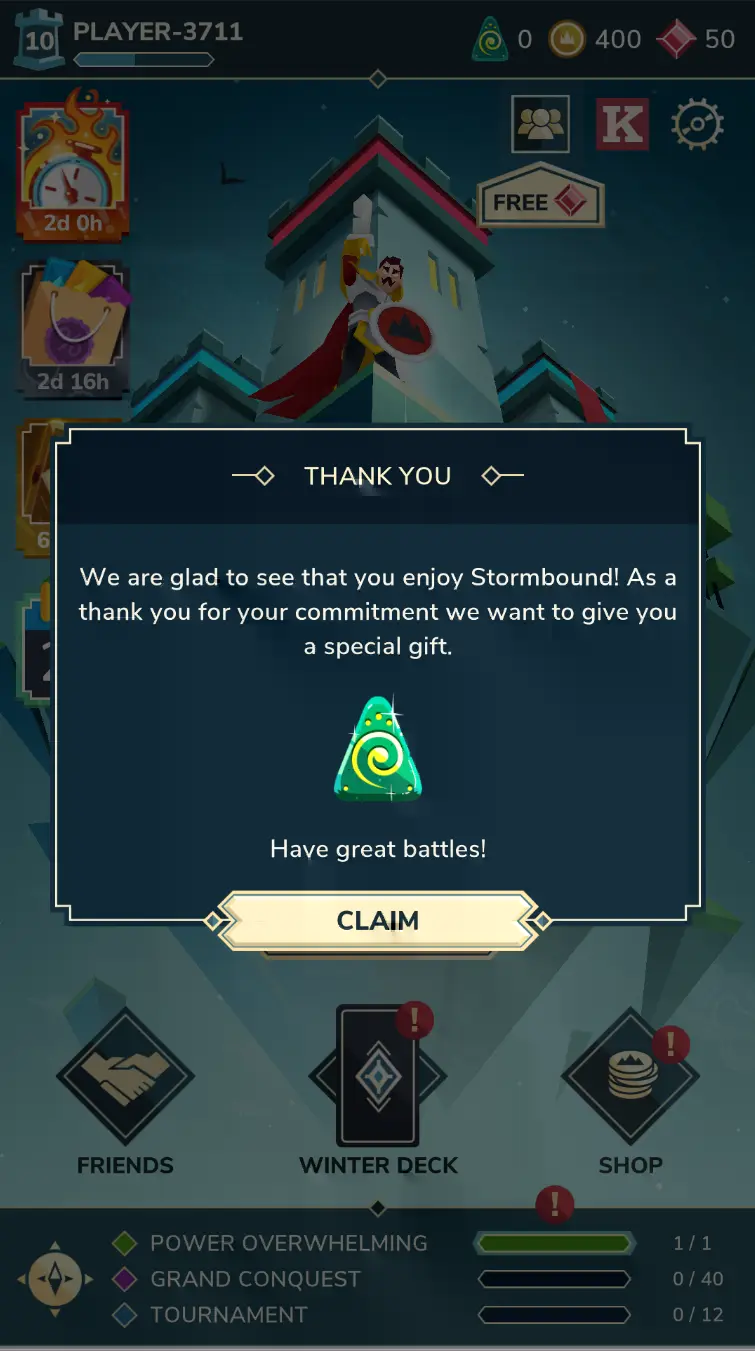 10 PLAYER-3711 0 400 50
K
2d 0h
FREE
2d 16h
THANK YOU
We are glad to see that you enjoy Stormbound! As a
thank you for your commitment we want to give you
a special gift.
Have great battles!
CLAIM
!
!
FRIENDS WINTER DECK SHOP
!
POWER OVERWHELMING 1 / 1
GRAND CONQUEST 0 / 40
TOURNAMENT 0 / 12